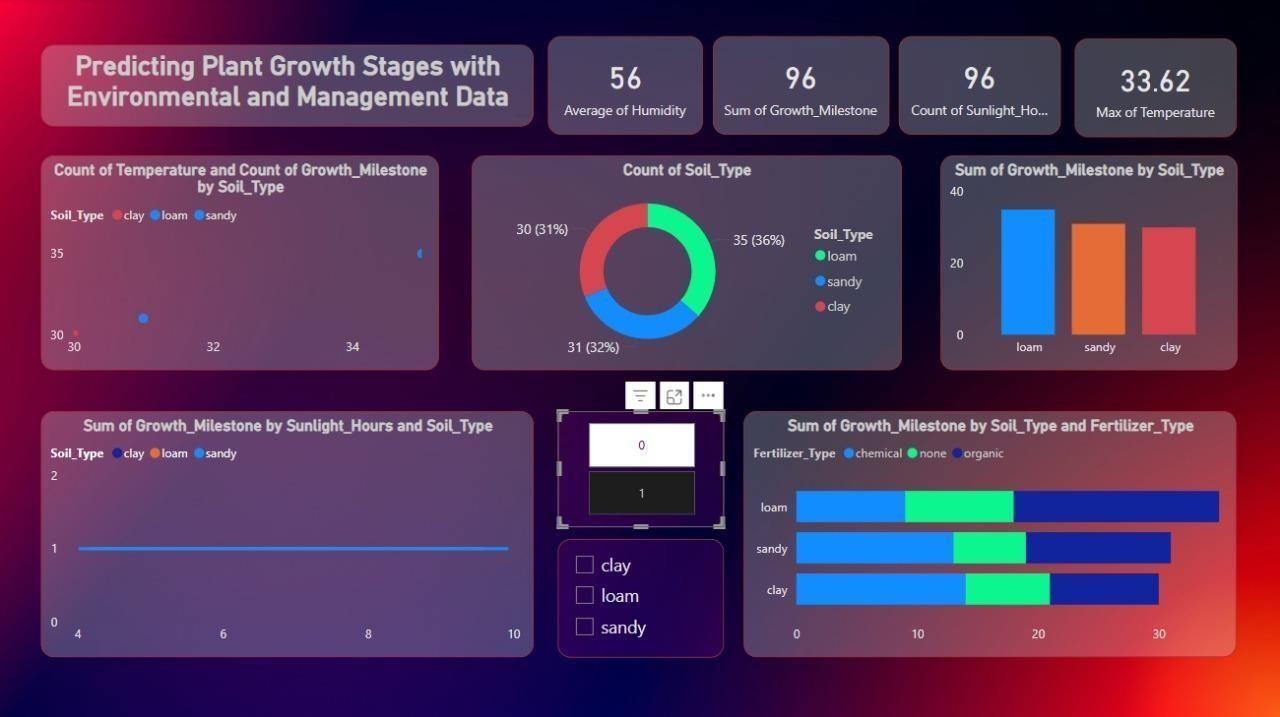 Predicting Plant Growth Stages with
Environmental and Management Data
56
Average of Humidity
96
Sum of Growth_Milestone
96
Count of Sunlight_Ho...
33.62
Max of Temperature
Count of Temperature and Count of Growth_Milestone
by Soil_Type
Soil_Type clay loam sandy
35
30
30 32 34
Count of Soil_Type
30 (31%)
35 (36%)
31 (32%)
Soil_Type
loam
sandy
clay
Sum of Growth_Milestone by Soil_Type
40
20
0
loam sandy clay
Sum of Growth_Milestone by Sunlight_Hours and Soil_Type
Soil_Type clay loam sandy
2
1
0
4 6 8 10
0
1
clay
loam
sandy
Sum of Growth_Milestone by Soil_Type and Fertilizer_Type
Fertilizer_Type chemical none organic
loam
sandy
clay
0 10 20 30